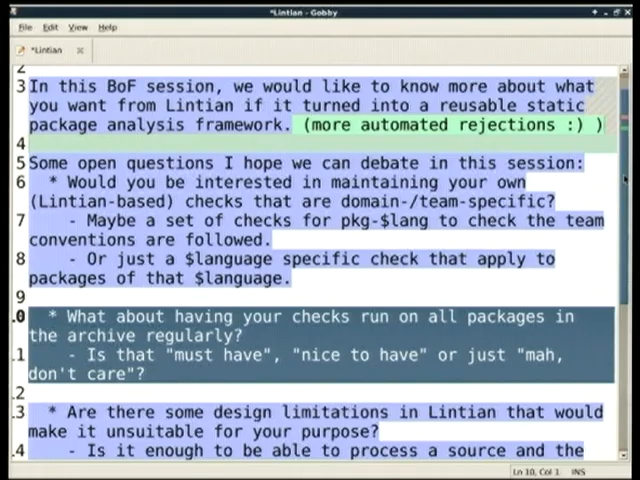 *Lintian - Gobby
File Edit View Help
*Lintian
2
3 In this BoF session, we would like to know more about what
you want from Lintian if it turned into a reusable static
package analysis framework. (more automated rejections :) )
4
5 Some open questions I hope we can debate in this session:
6 * Would you be interested in maintaining your own
(Lintian-based) checks that are domain-/team-specific?
7 - Maybe a set of checks for pkg-$lang to check the team
conventions are followed.
8 - Or just a $language specific check that apply to
packages of that $language.
9
.0 * What about having your checks run on all packages in
the archive regularly?
.1 - Is that "must have", "nice to have" or just "mah,
don't care"?
.2
.3 * Are there some design limitations in Lintian that would
make it unsuitable for your purpose?
.4 - Is it enough to be able to process a source and the
Ln 10, Col 1 INS